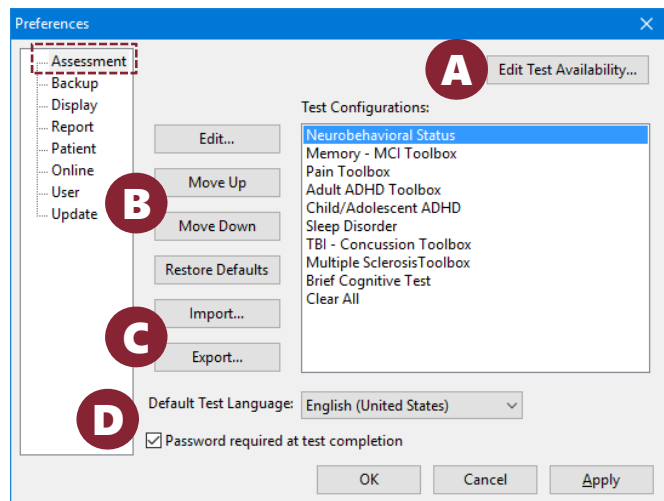 Preferences
Assessment
Backup
Display
Report
Patient
Online
User
Update
A
Edit Test Availability...
Test Configurations:
Edit...
Move Up
B
Move Down
Restore Defaults
Import...
C
Export...
Neurobehavioral Status
Memory - MCI Toolbox
Pain Toolbox
Adult ADHD Toolbox
Child/Adolescent ADHD
Sleep Disorder
TBI - Concussion Toolbox
Multiple SclerosisToolbox
Brief Cognitive Test
Clear All
D
Default Test Language: English (United States)
Password required at test completion
OK Cancel Apply